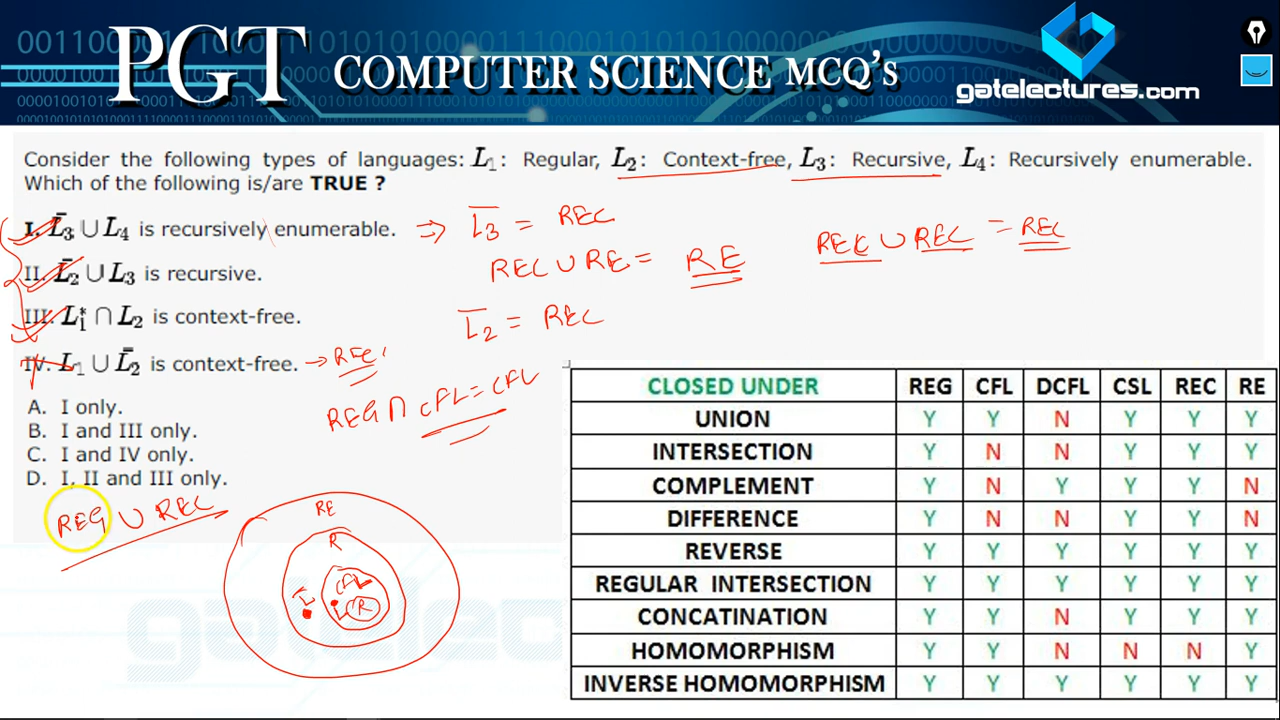 PGT COMPUTER SCIENCE MCQ's
gatelectures.com
Consider the following types of languages: L₁: Regular, L₂: Context-free, L₃: Recursive, L₄: Recursively enumerable.
Which of the following is/are TRUE ?
I. L̄₃ ∪ L₄ is recursively enumerable.
⇒ L̄₃ = REC
REC ∪ RE = RE
REC ∪ REC = REC
II. L̄₂ ∪ L₃ is recursive.
L̄₂ = REC
III. L₁* ∩ L₂ is context-free.
IV. L₁ ∪ L̄₂ is context-free.
→ REC
REG ∩ CFL = CFL
A. I only.
B. I and III only.
C. I and IV only.
D. I, II and III only.
REG ∪ REC
RE
R
CFL
R
L̄
CLOSED UNDER REG CFL DCFL CSL REC RE
UNION Y Y N Y Y Y
INTERSECTION Y N N Y Y Y
COMPLEMENT Y N Y Y Y N
DIFFERENCE Y N N Y Y N
REVERSE Y Y Y Y Y Y
REGULAR INTERSECTION Y Y Y Y Y Y
CONCATINATION Y Y N Y Y Y
HOMOMORPHISM Y Y N N N Y
INVERSE HOMOMORPHISM Y Y Y Y Y Y